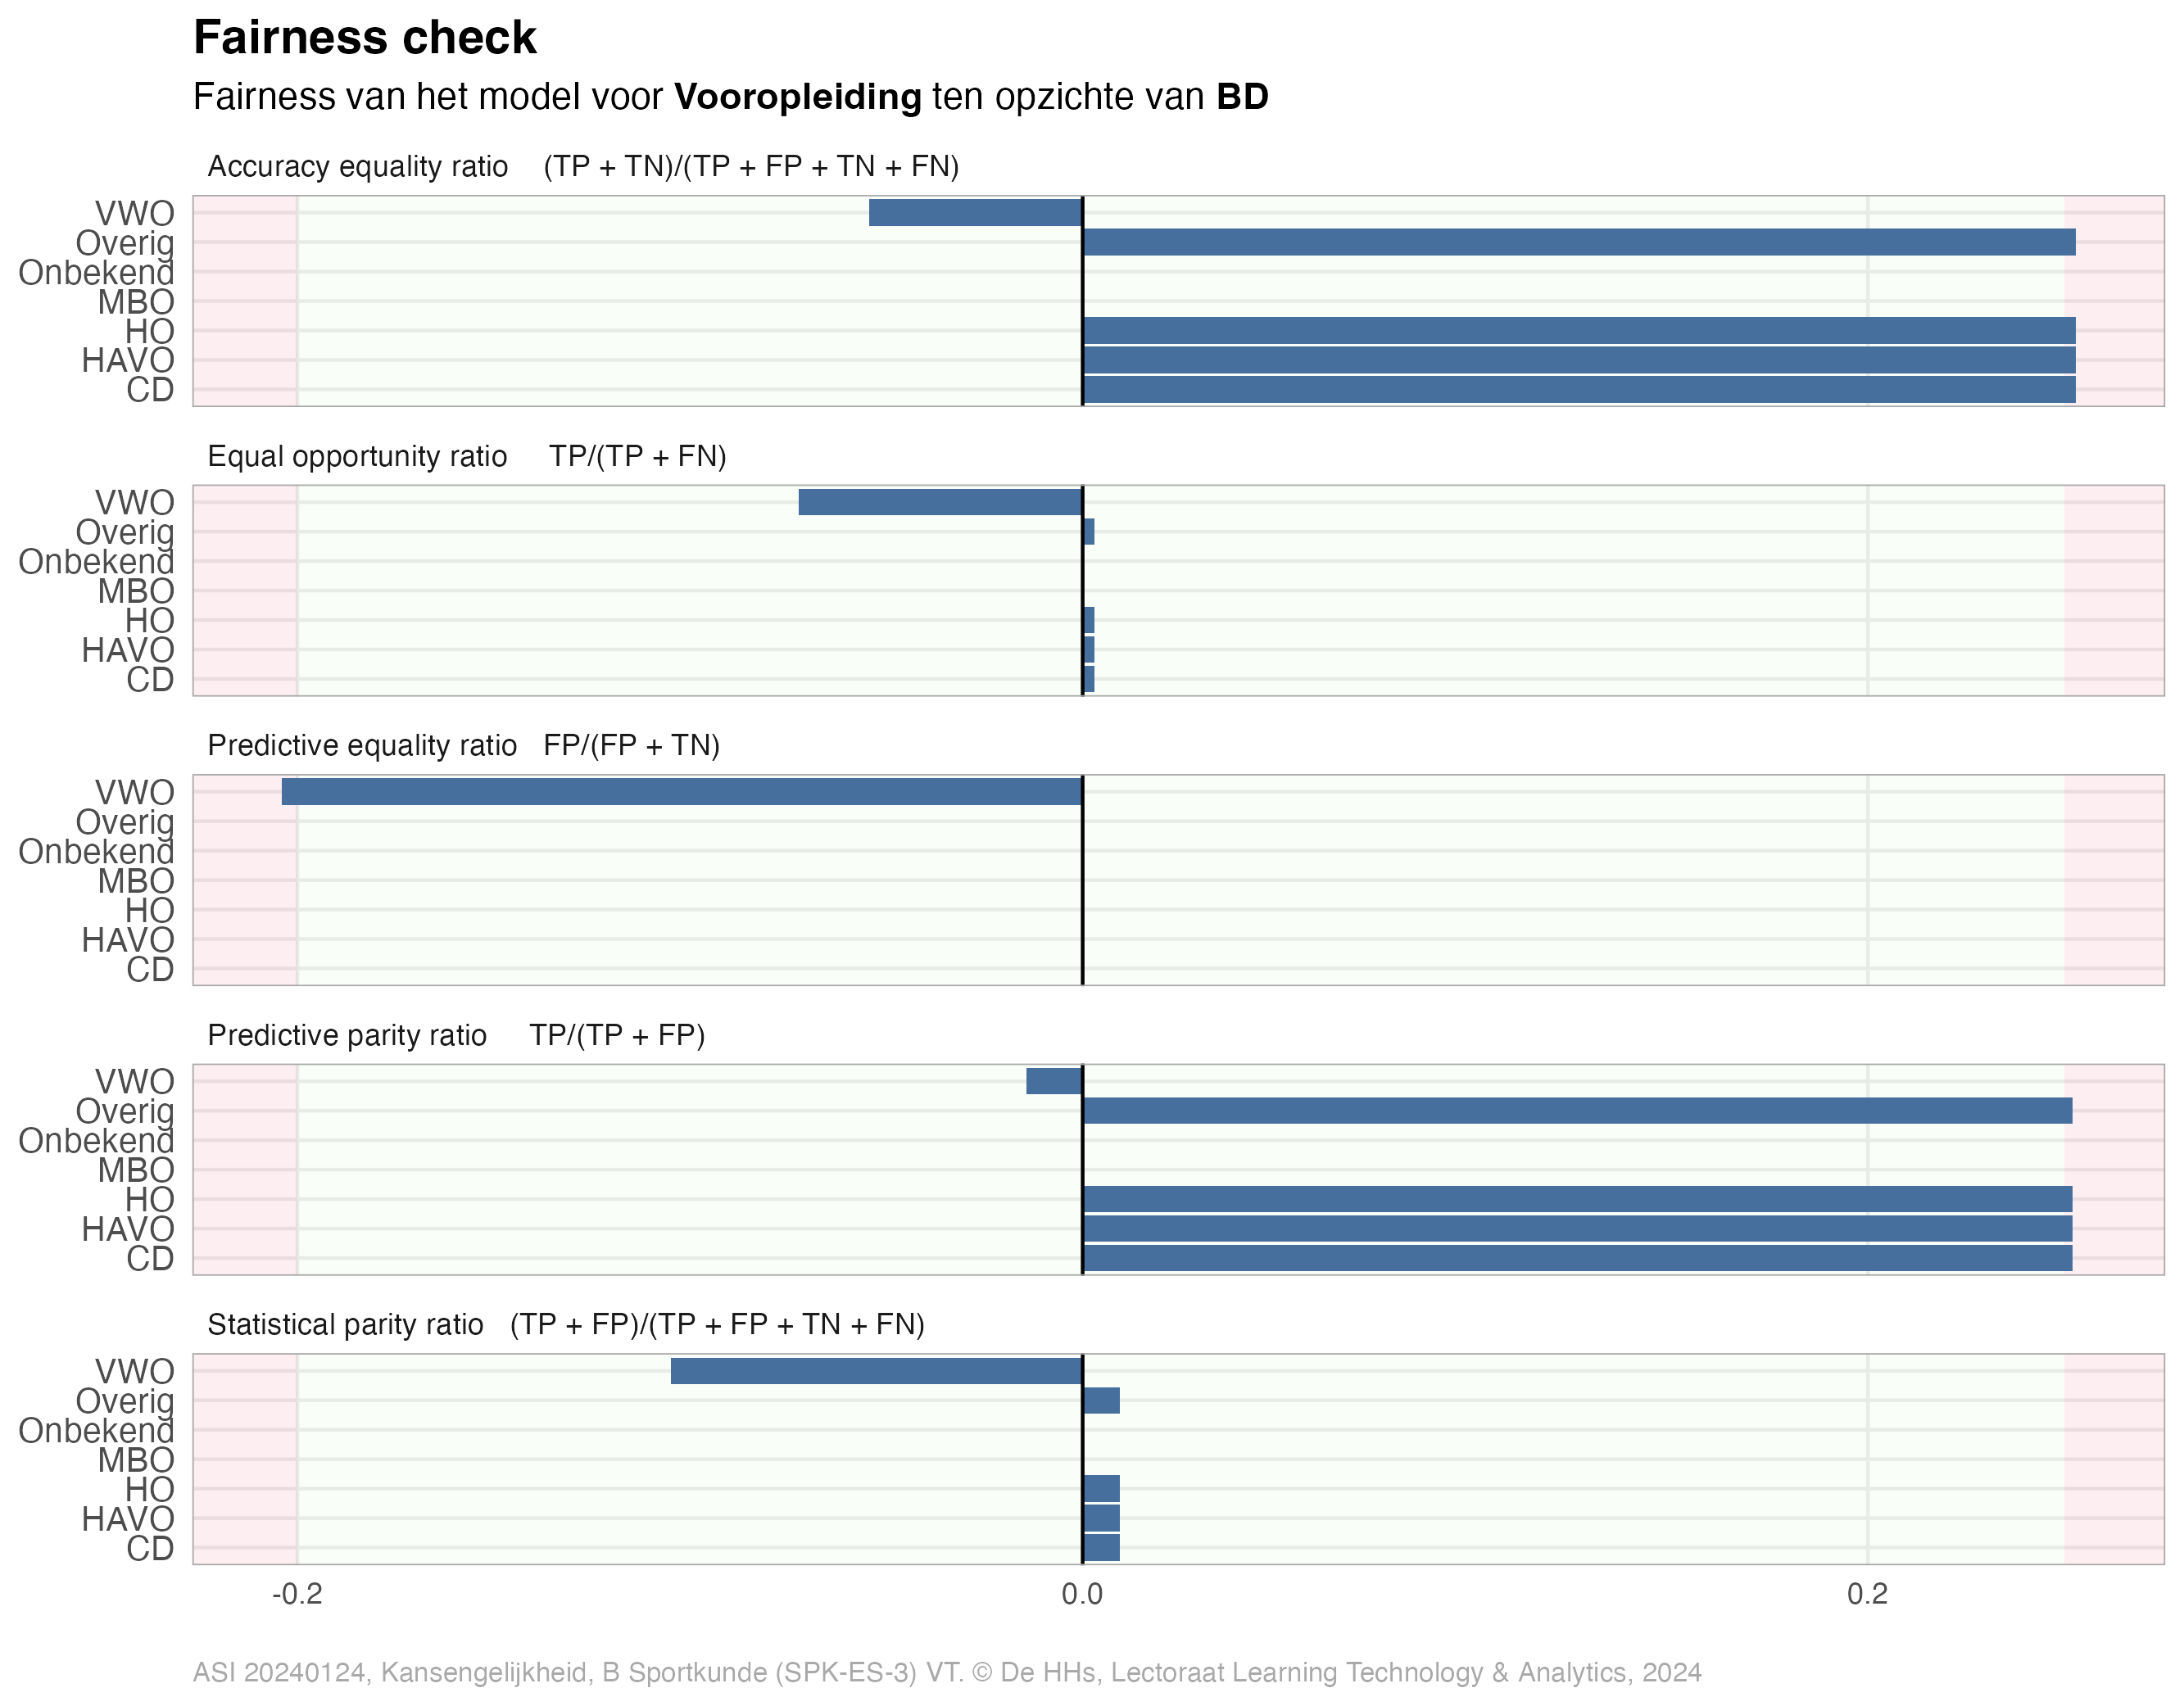 Fairness check
Fairness van het model voor Vooropleiding ten opzichte van BD
Accuracy equality ratio (TP + TN)/(TP + FP + TN + FN)
VWO
Overig
Onbekend
MBO
HO
HAVO
CD
Equal opportunity ratio TP/(TP + FN)
VWO
Overig
Onbekend
MBO
HO
HAVO
CD
Predictive equality ratio FP/(FP + TN)
VWO
Overig
Onbekend
MBO
HO
HAVO
CD
Predictive parity ratio TP/(TP + FP)
VWO
Overig
Onbekend
MBO
HO
HAVO
CD
Statistical parity ratio (TP + FP)/(TP + FP + TN + FN)
VWO
Overig
Onbekend
MBO
HO
HAVO
CD
-0.2 0.0 0.2
ASI 20240124, Kansengelijkheid, B Sportkunde (SPK-ES-3) VT. © De HHs, Lectoraat Learning Technology & Analytics, 2024